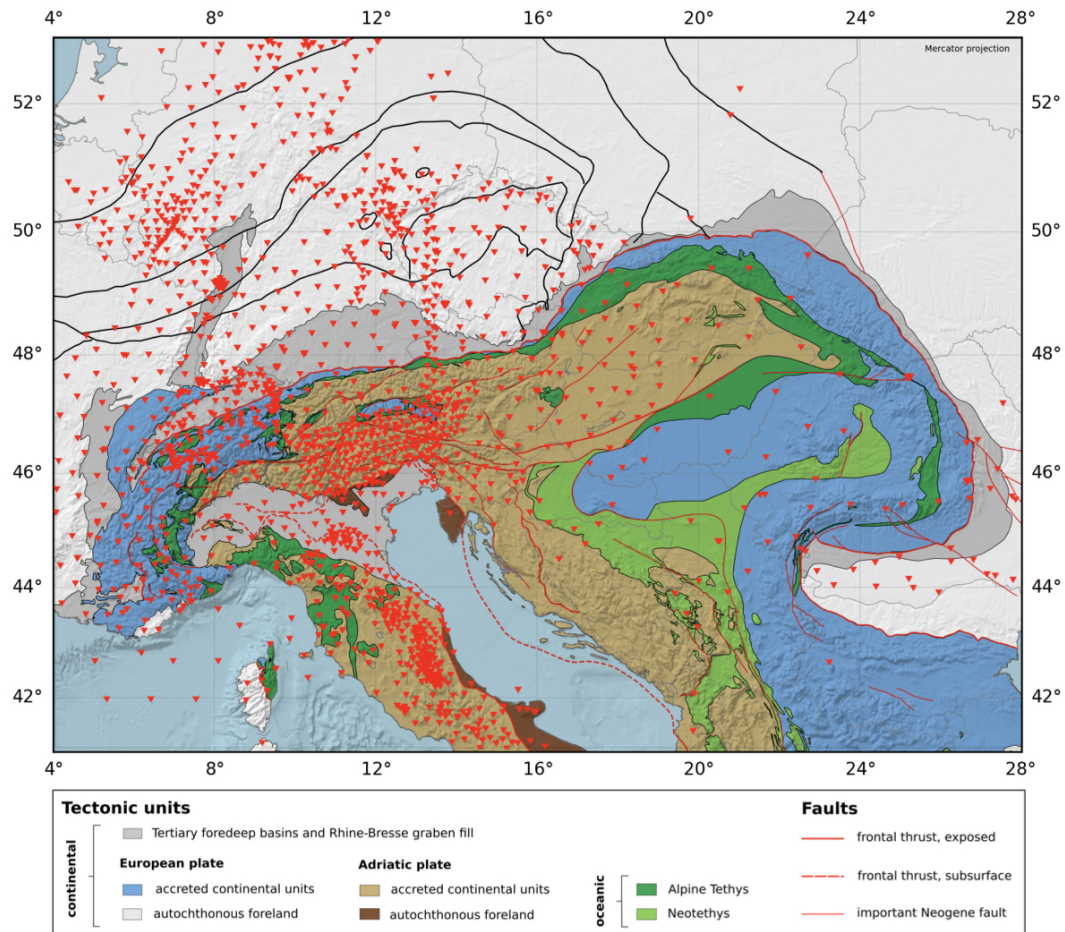 4° 8° 12° 16° 20° 24° 28°
Mercator projection
52° 52°
50° 50°
48° 48°
46° 46°
44° 44°
42° 42°
4° 8° 12° 16° 20° 24° 28°
Tectonic units
continental
Tertiary foredeep basins and Rhine-Bresse graben fill
European plate
accreted continental units
autochthonous foreland
Adriatic plate
accreted continental units
autochthonous foreland
oceanic
Alpine Tethys
Neotethys
Faults
frontal thrust, exposed
frontal thrust, subsurface
important Neogene fault